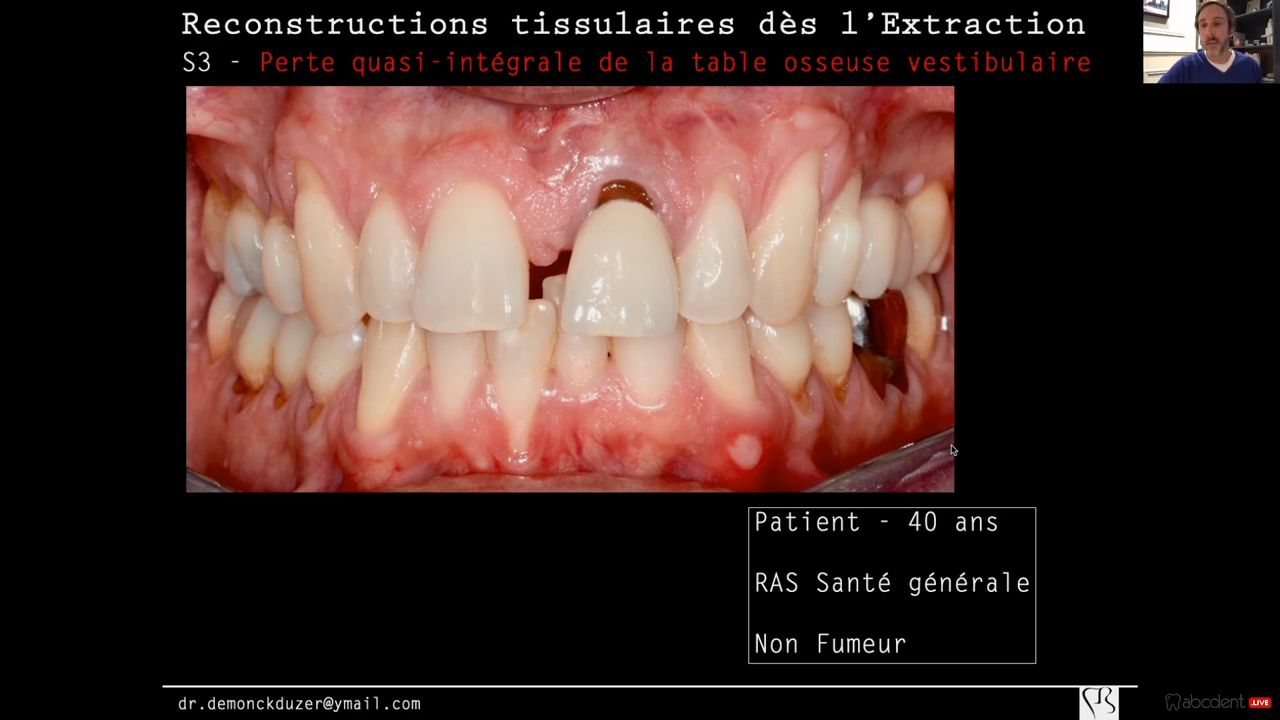 Reconstructions tissulaires dès l'Extraction
S3 - Perte quasi-intégrale de la table osseuse vestibulaire
Patient - 40 ans
RAS Santé générale
Non Fumeur
dr.demonckduzer@ymail.com
abcdent LIVE